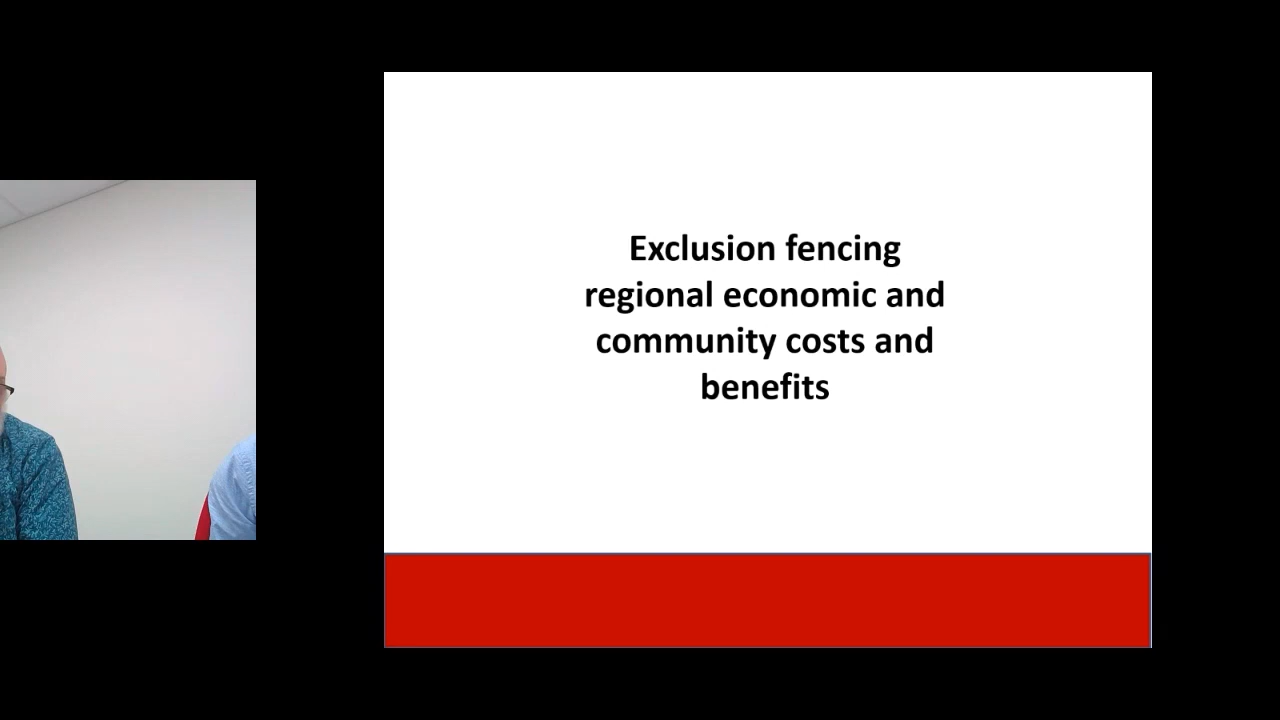 Exclusion fencing
regional economic and
community costs and
benefits